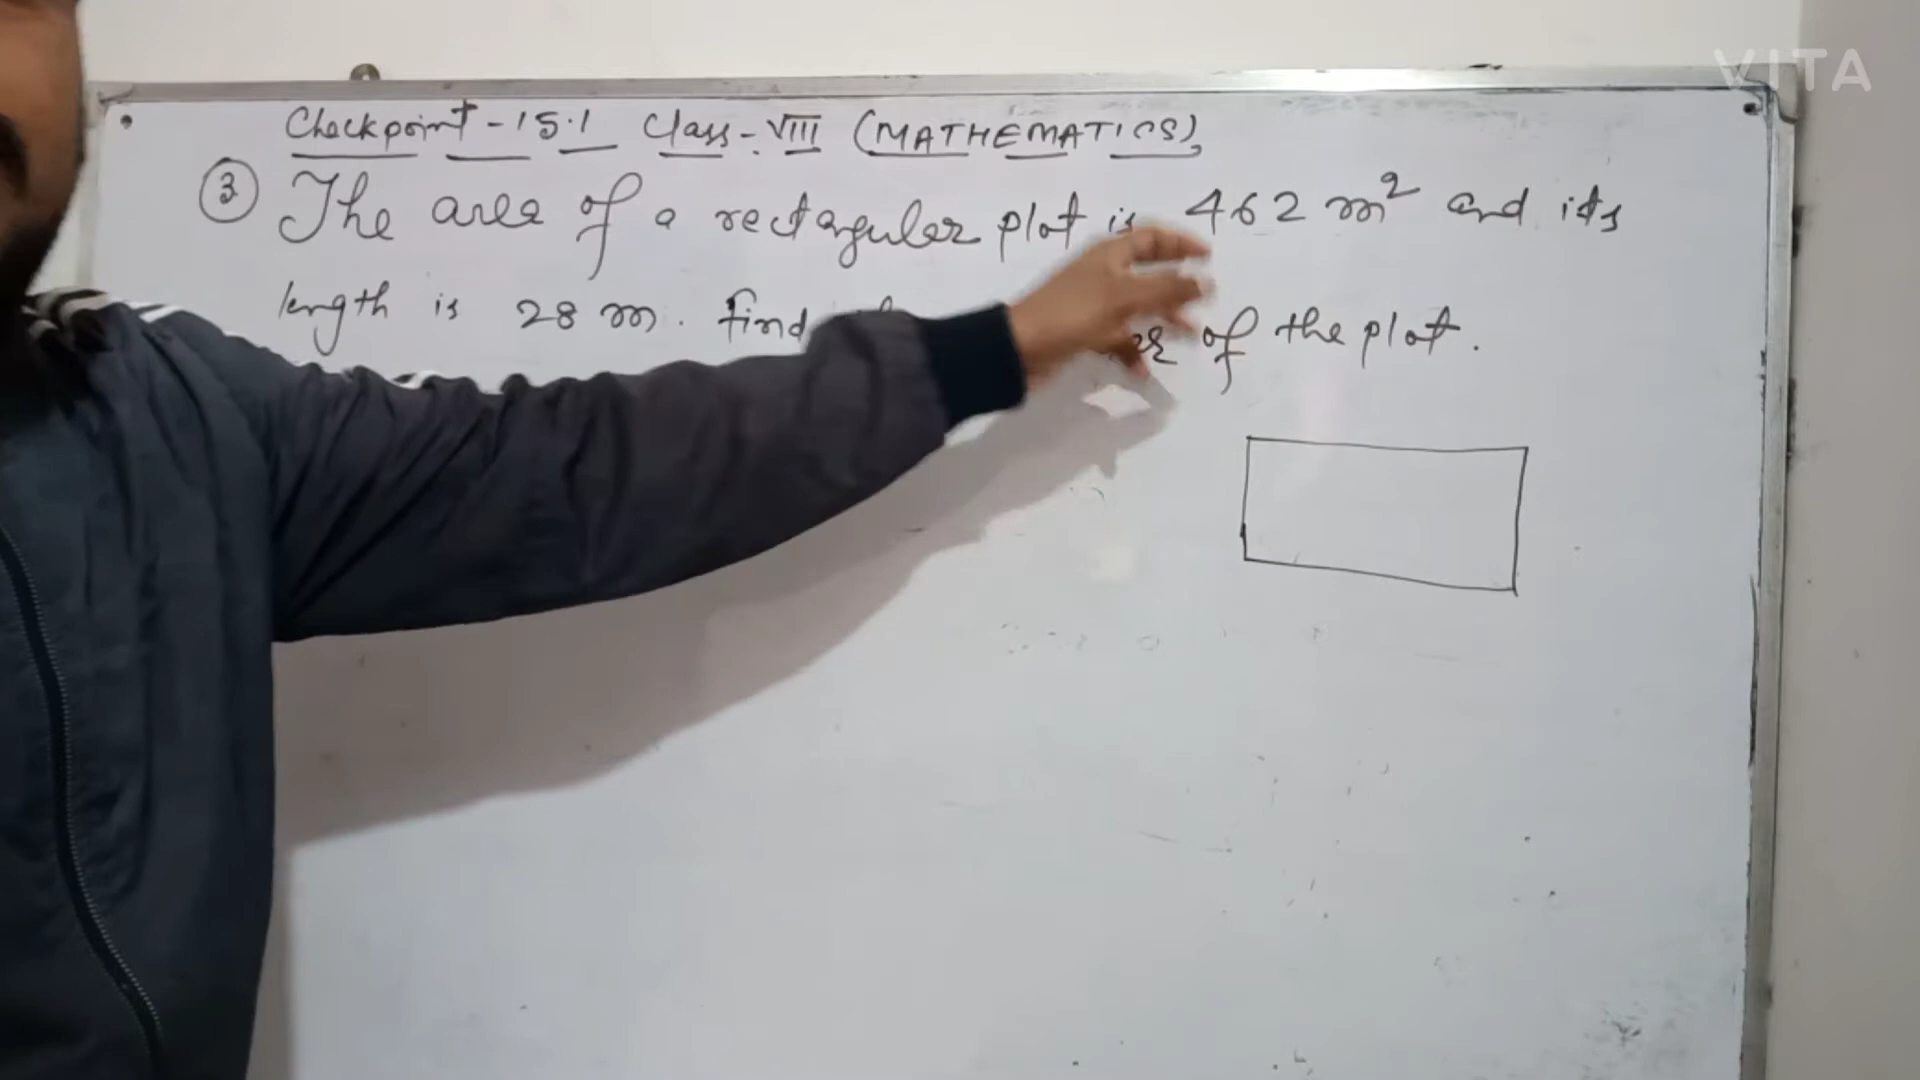 VITA
Checkpoint - 15.1 Class - VIII (MATHEMATICS)
3 The area of a rectagular plot is 462 m² and its
length is 28 m. find of the plot.